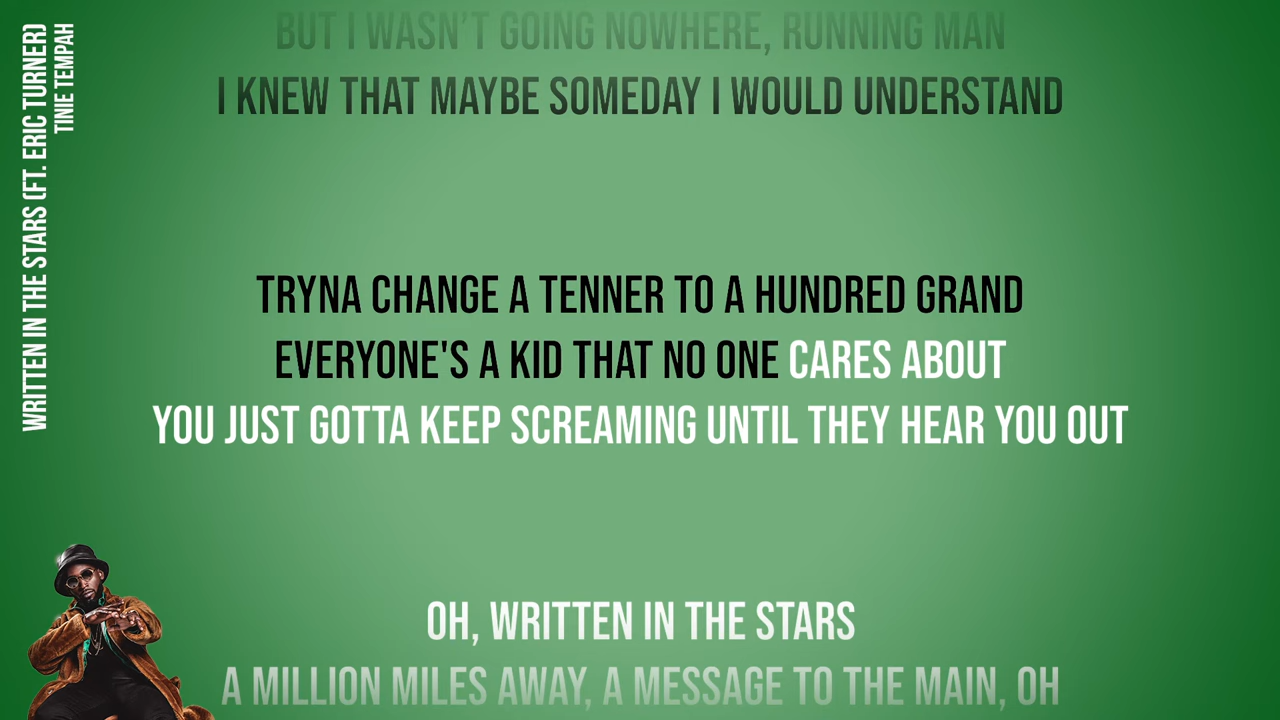 WRITTEN IN THE STARS (FT. ERIC TURNER)
TINIE TEMPAH
BUT I WASN’T GOING NOWHERE, RUNNING MAN
I KNEW THAT MAYBE SOMEDAY I WOULD UNDERSTAND
TRYNA CHANGE A TENNER TO A HUNDRED GRAND
EVERYONE'S A KID THAT NO ONE CARES ABOUT
YOU JUST GOTTA KEEP SCREAMING UNTIL THEY HEAR YOU OUT
OH, WRITTEN IN THE STARS
A MILLION MILES AWAY, A MESSAGE TO THE MAIN, OH